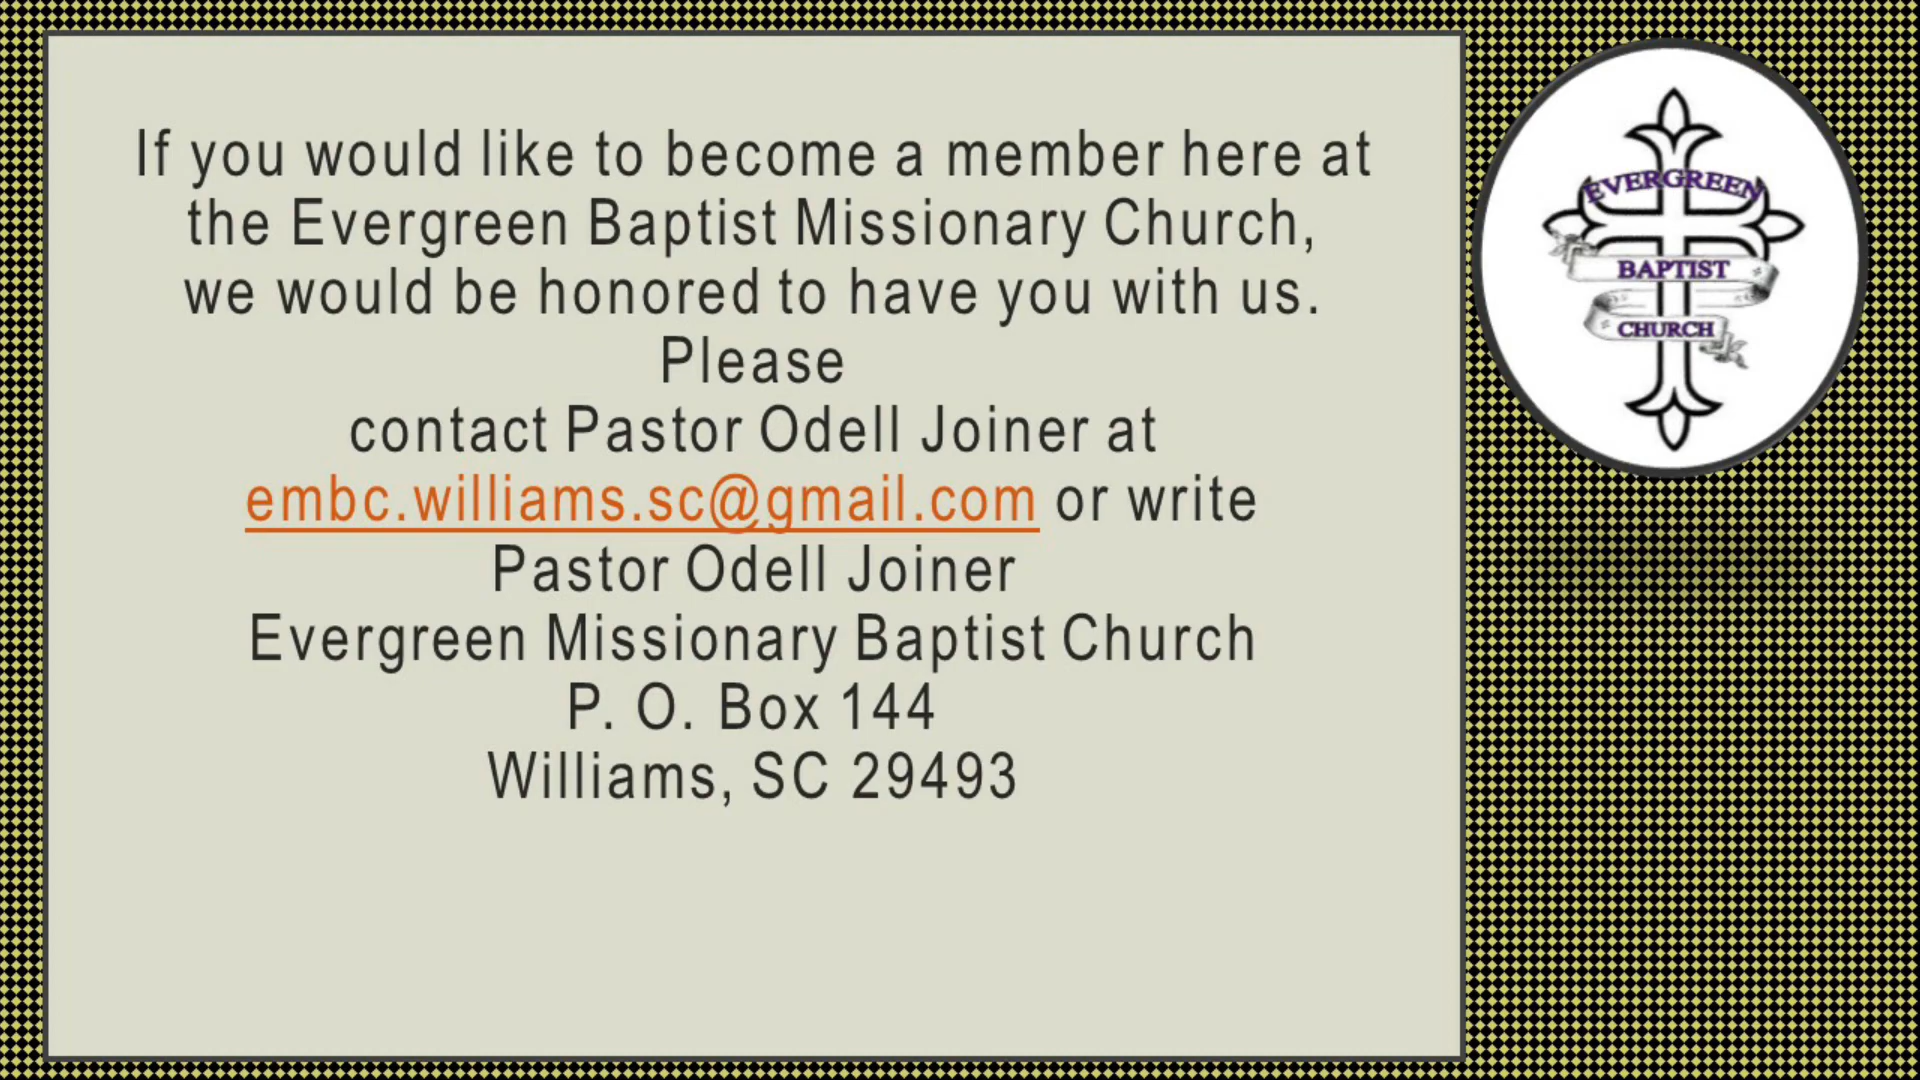 If you would like to become a member here at
the Evergreen Baptist Missionary Church,
we would be honored to have you with us.
Please
contact Pastor Odell Joiner at
embc.williams.sc@gmail.com or write
Pastor Odell Joiner
Evergreen Missionary Baptist Church
P. O. Box 144
Williams, SC 29493
EVERGREEN
BAPTIST
CHURCH